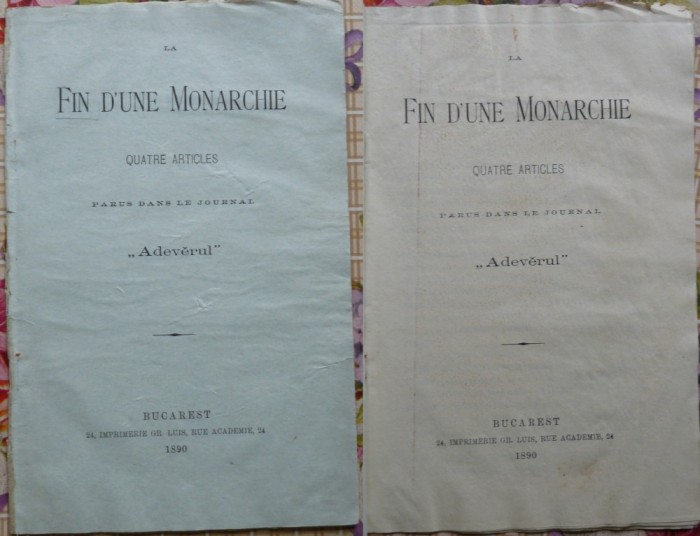 LA
FIN D'UNE MONARCHIE
QUATRE ARTICLES
PARUS DANS LE JOURNAL
„Adevĕrul"
BUCAREST
24, IMPRIMERIE GR. LUIS, RUE ACADEMIE, 24
1890
LA
FIN D'UNE MONARCHIE
QUATRE ARTICLES
PARUS DANS LE JOURNAL
„Adevĕrul"
BUCAREST
24, IMPRIMERIE GR. LUIS, RUE ACADEMIE, 24
1890